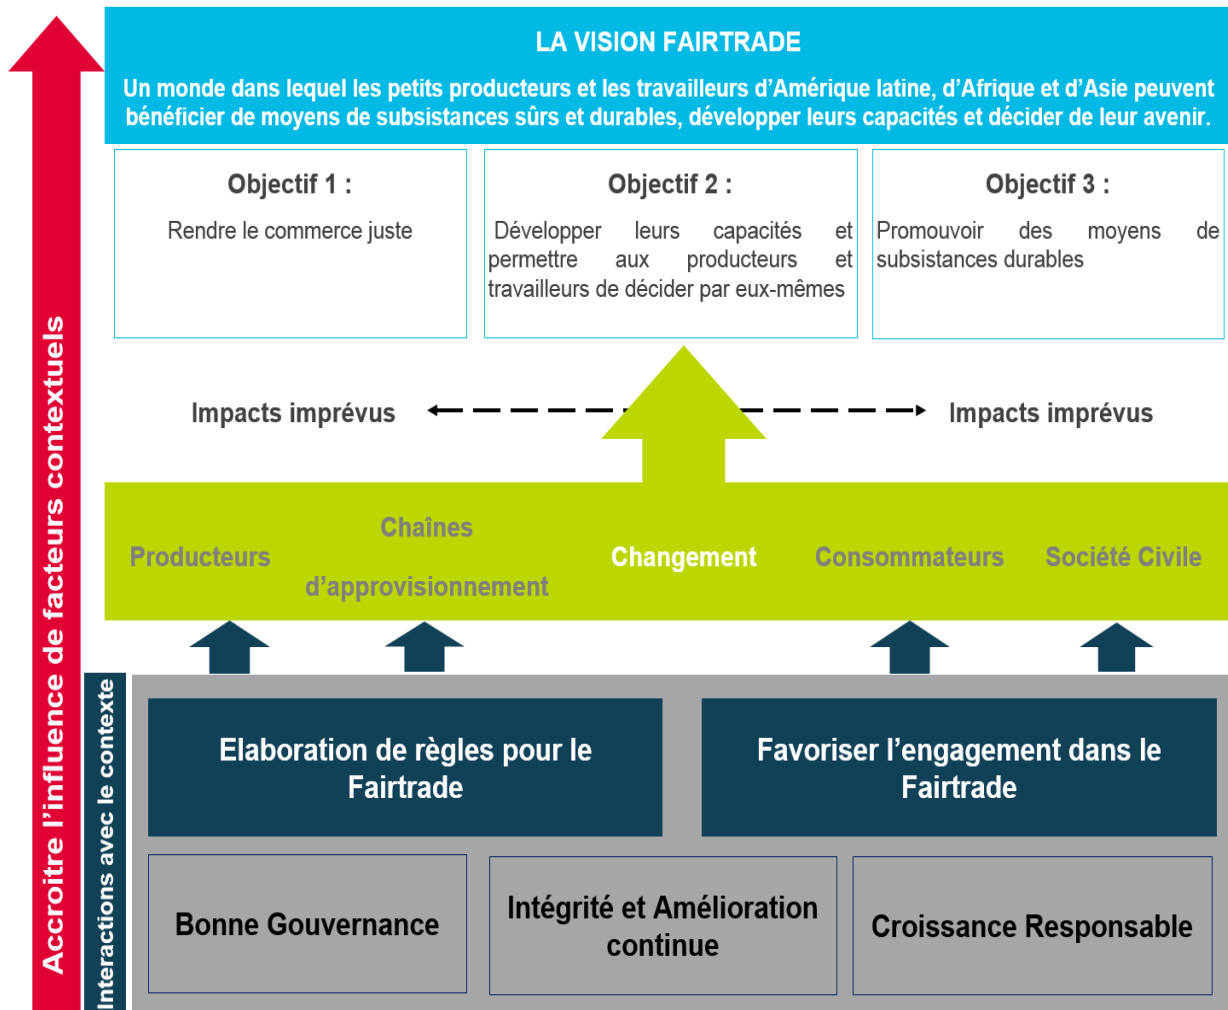 LA VISION FAIRTRADE
Un monde dans lequel les petits producteurs et les travailleurs d’Amérique latine, d’Afrique et d’Asie peuvent
bénéficier de moyens de subsistances sûrs et durables, développer leurs capacités et décider de leur avenir.
Objectif 1 :
Rendre le commerce juste
Objectif 2 :
Développer leurs capacités et
permettre aux producteurs et
travailleurs de décider par eux-mêmes
Objectif 3 :
Promouvoir des moyens de
subsistances durables
Impacts imprévus
Impacts imprévus
Producteurs
Chaînes
d’approvisionnement
Changement
Consommateurs
Société Civile
Elaboration de règles pour le
Fairtrade
Favoriser l’engagement dans le
Fairtrade
Bonne Gouvernance
Intégrité et Amélioration
continue
Croissance Responsable
Accroitre l’influence de facteurs contextuels
Interactions avec le contexte